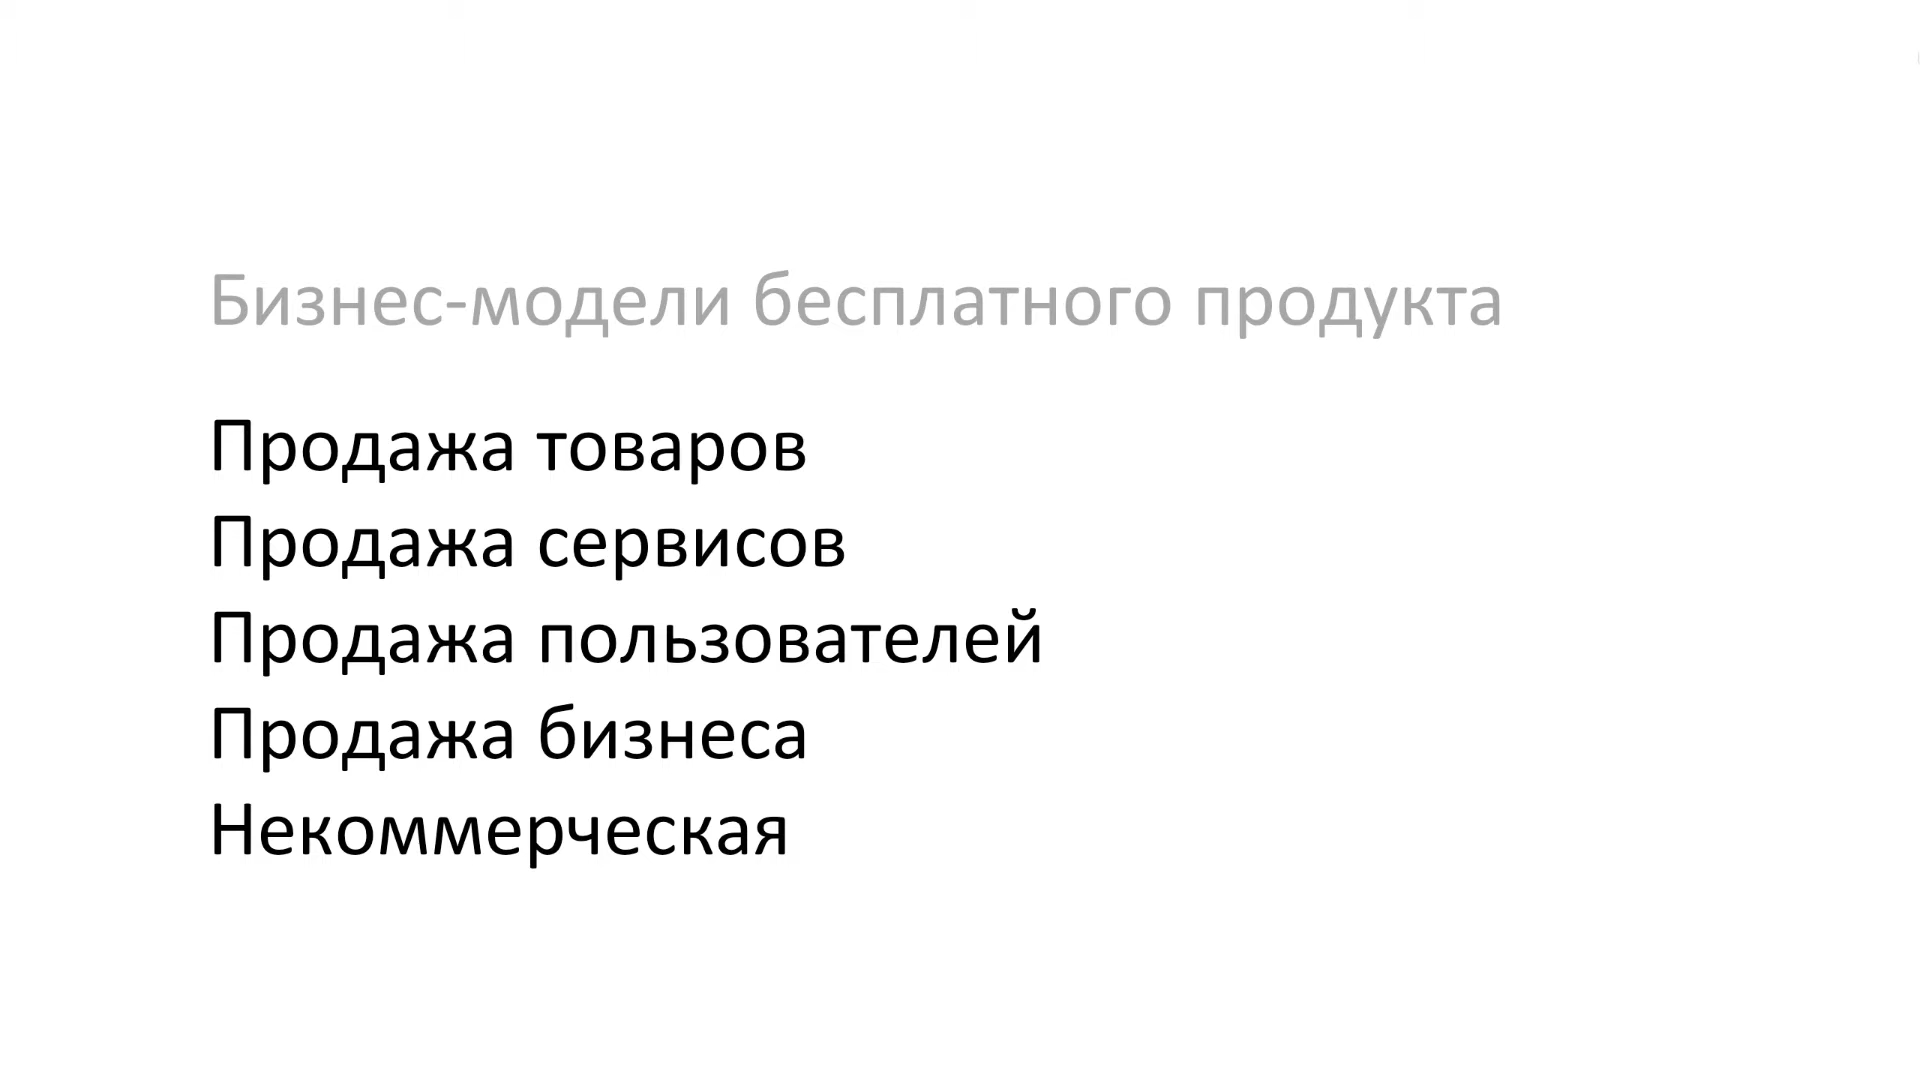 Бизнес-модели бесплатного продукта
Продажа товаров
Продажа сервисов
Продажа пользователей
Продажа бизнеса
Некоммерческая